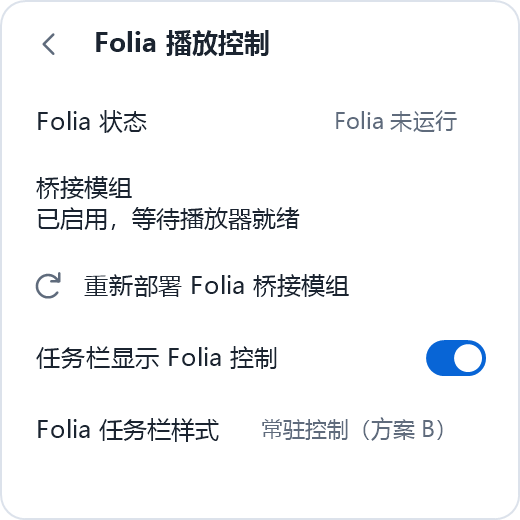 Folia 播放控制
Folia 状态 Folia 未运行
桥接模组
已启用，等待播放器就绪
重新部署 Folia 桥接模组
任务栏显示 Folia 控制
Folia 任务栏样式 常驻控制（方案 B）